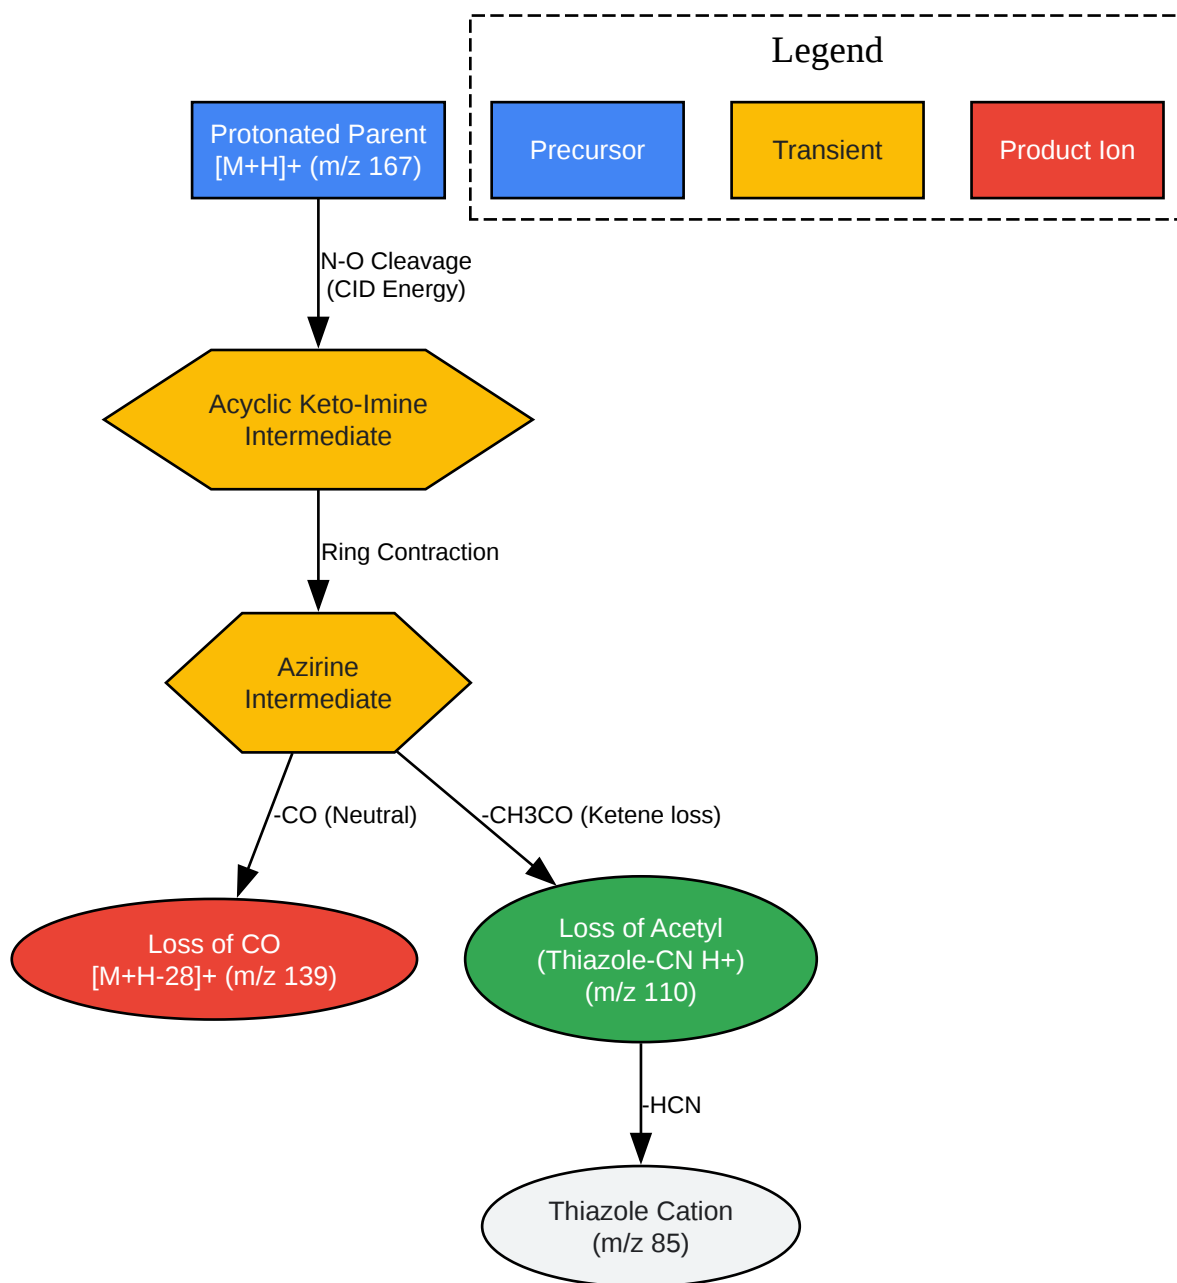 Legend
Protonated Parent
[M+H]+ (m/z 167)
Precursor
Transient
Product Ion
N-O Cleavage
(CID Energy)
Acyclic Keto-Imine
Intermediate
Ring Contraction
Azirine
Intermediate
-CO (Neutral)
-CH3CO (Ketene loss)
Loss of CO
[M+H-28]+ (m/z 139)
Loss of Acetyl
(Thiazole-CN H+)
(m/z 110)
-HCN
Thiazole Cation
(m/z 85)